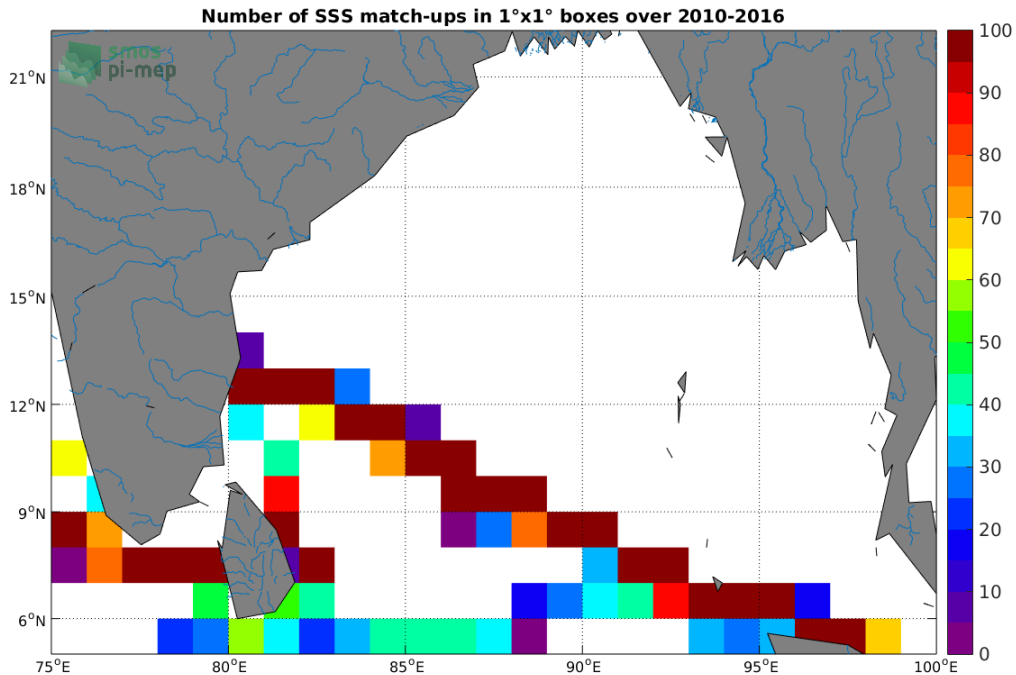 Number of SSS match-ups in 1°x1° boxes over 2010-2016
smos
pi-mep
21°N
18°N
15°N
12°N
9°N
6°N
75°E
80°E
85°E
90°E
95°E
100°E
100
90
80
70
60
50
40
30
20
10
0